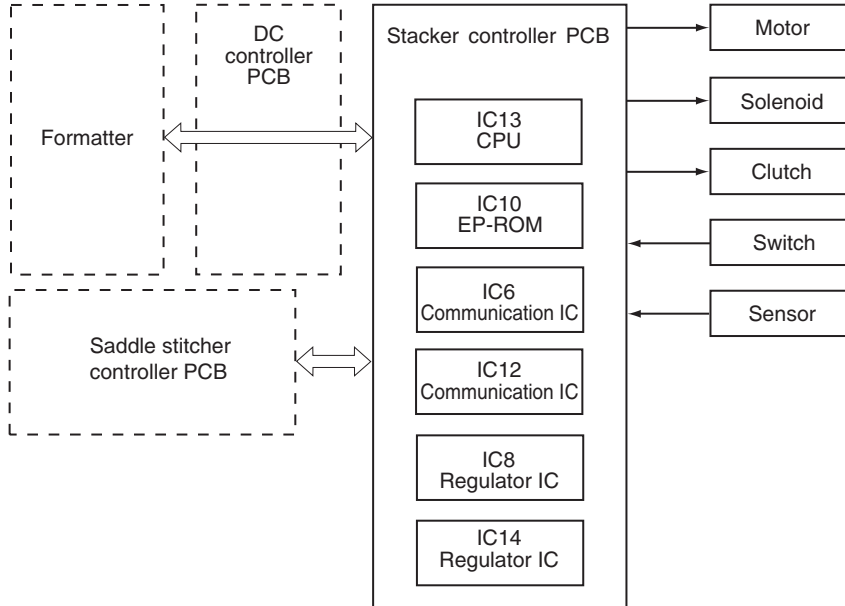 Formatter
DC
controller
PCB
Saddle stitcher
controller PCB
Stacker controller PCB
IC13
CPU
IC10
EP-ROM
IC6
Communication IC
IC12
Communication IC
IC8
Regulator IC
IC14
Regulator IC
Motor
Solenoid
Clutch
Switch
Sensor